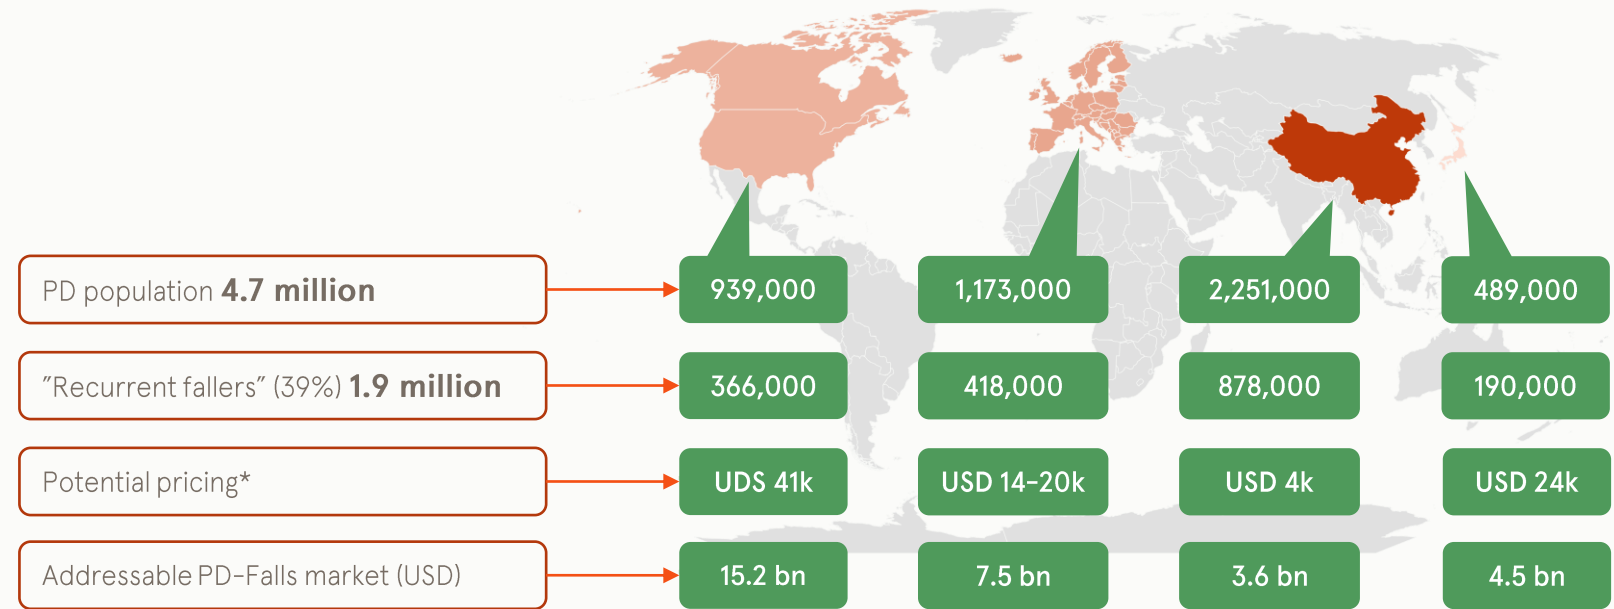 PD population 4.7 million 939,000 1,173,000 2,251,000 489,000
”Recurrent fallers” (39%) 1.9 million 366,000 418,000 878,000 190,000
Potential pricing* UDS 41k USD 14-20k USD 4k USD 24k
Addressable PD-Falls market (USD) 15.2 bn 7.5 bn 3.6 bn 4.5 bn